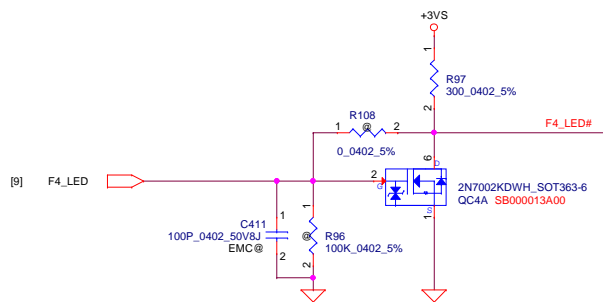 +3VS
1
R97
300_0402_5%
2
R108
@
1
2
0_0402_5%
F4_LED#
6
D
[9]
F4_LED
2
G
2N7002KDWH_SOT363-6
QC4A SB000013A00
S
1
1
C411
100P_0402_50V8J
EMC@
2
1
@
R96
100K_0402_5%
2